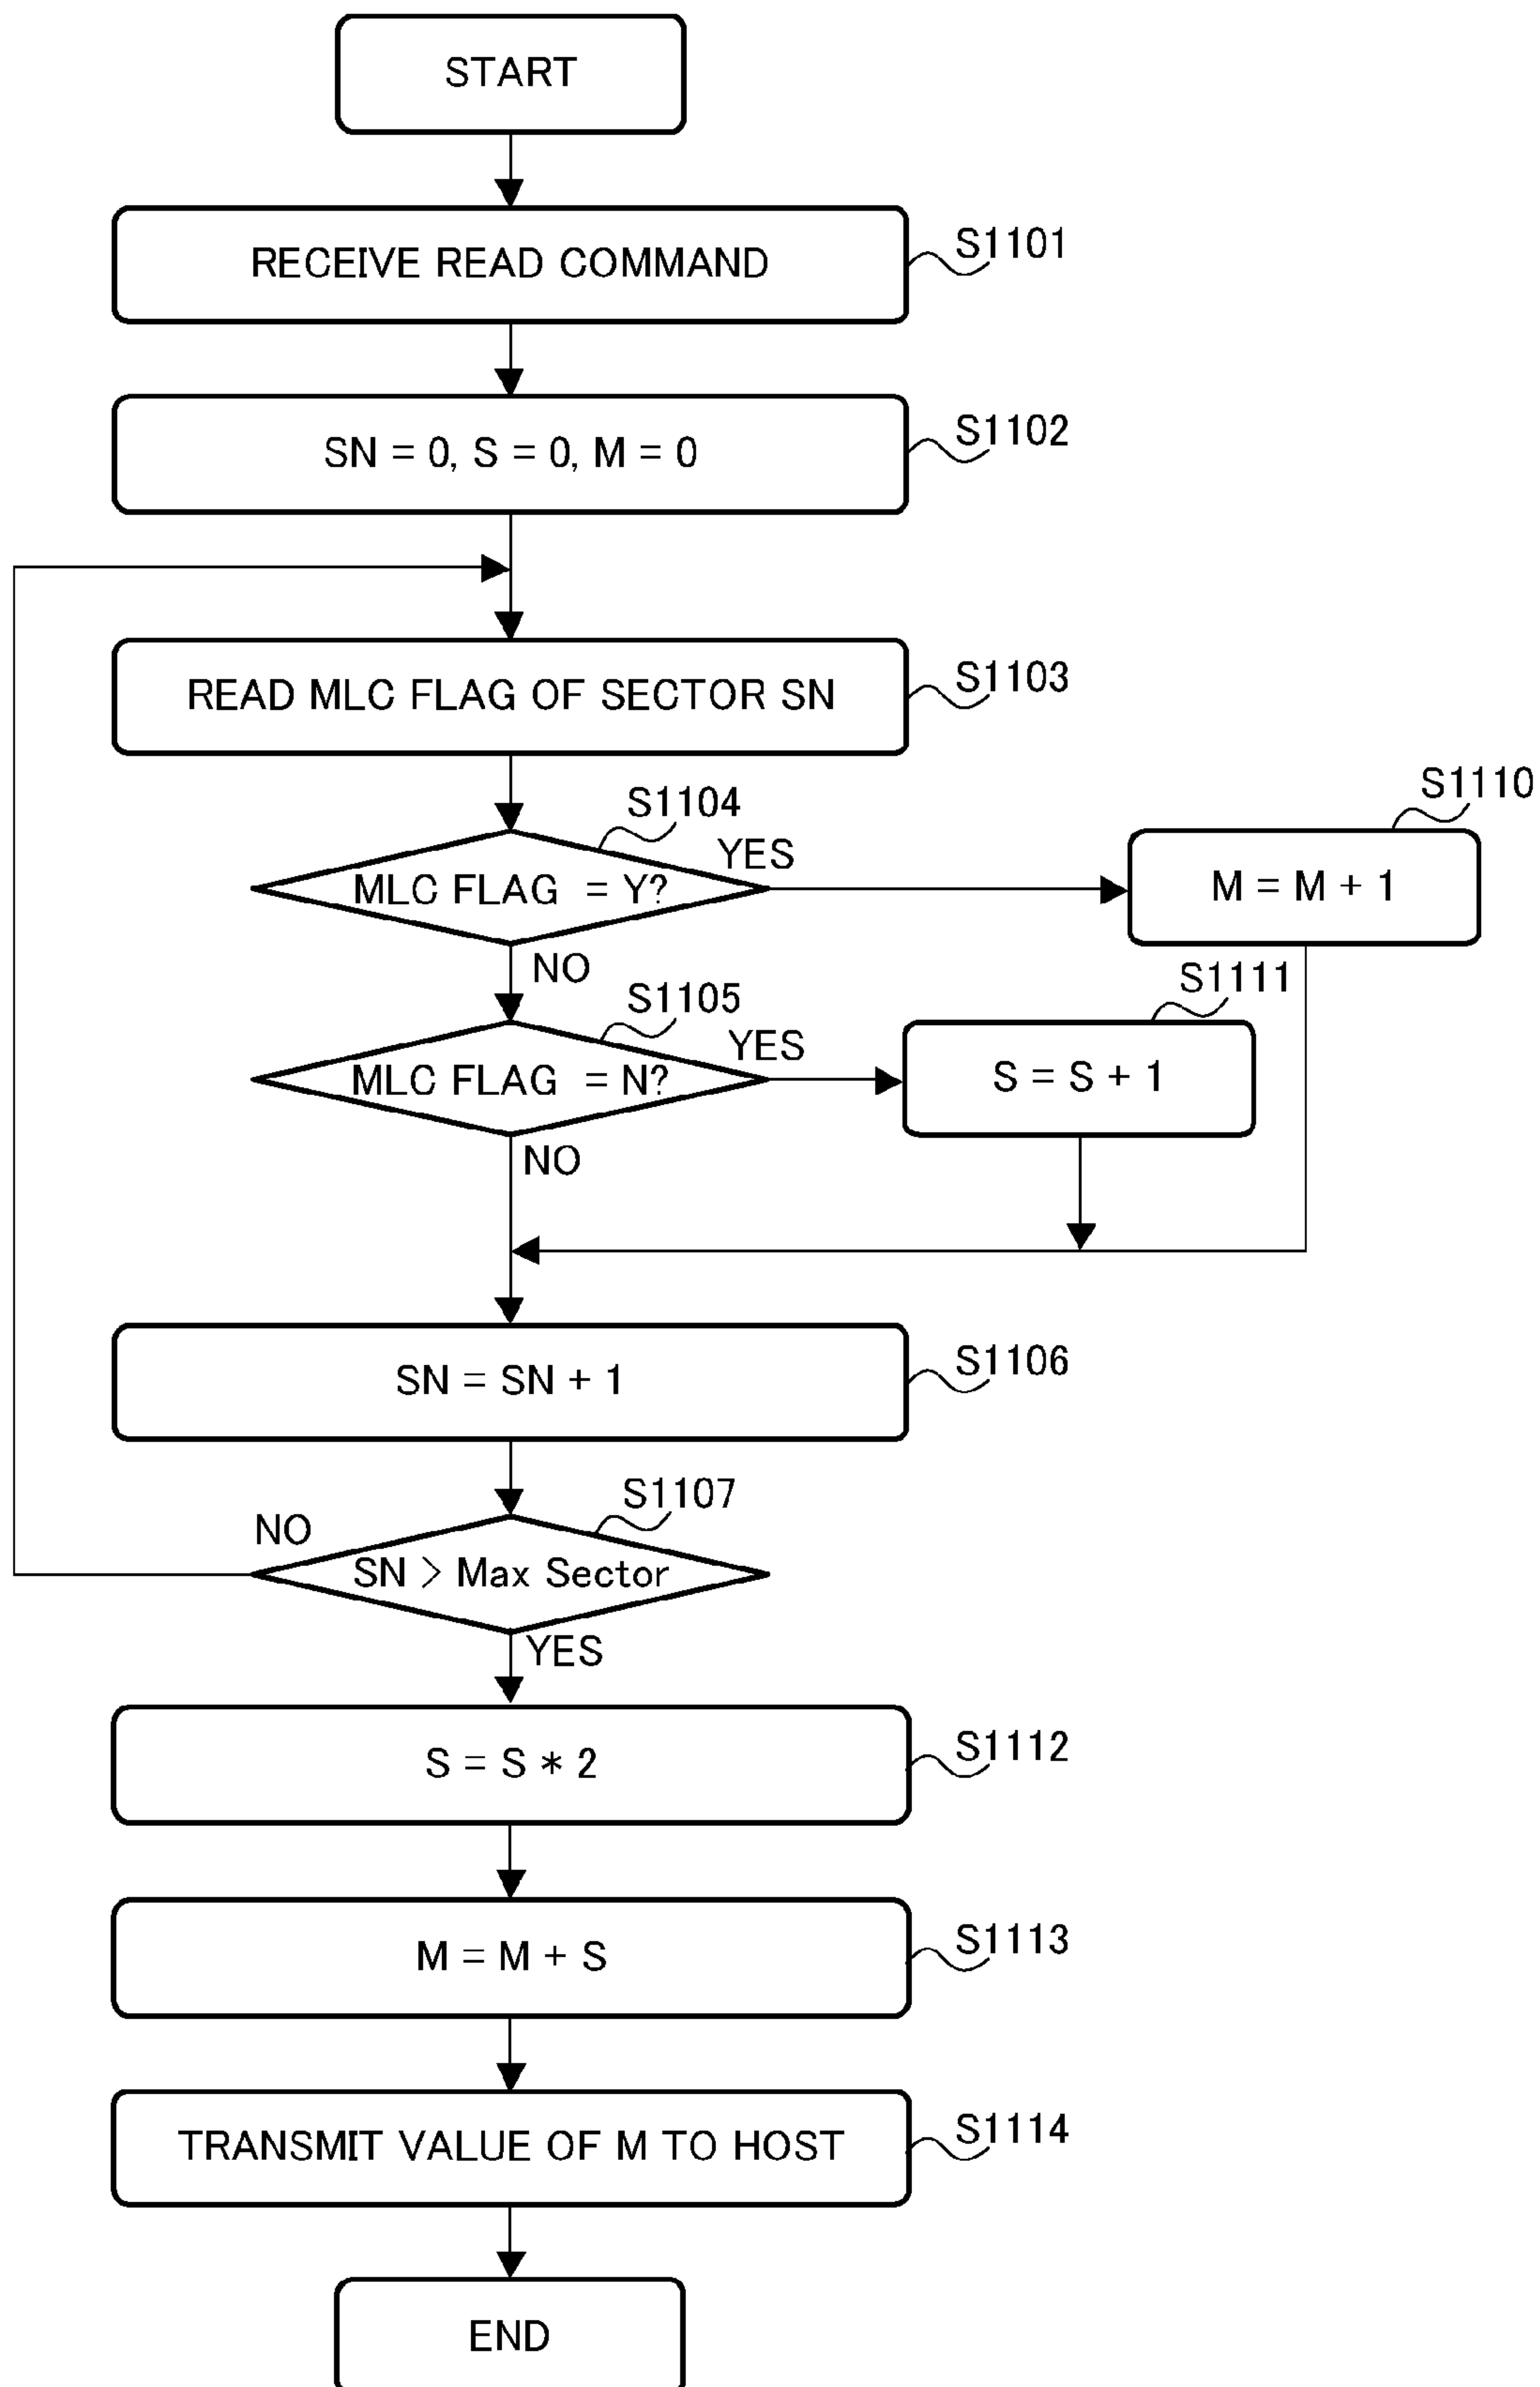 START
RECEIVE READ COMMAND
S1101
SN = 0, S = 0, M = 0
S1102
READ MLC FLAG OF SECTOR SN
S1103
S1104
MLC FLAG = Y?
YES
S1110
M = M + 1
NO
S1105
MLC FLAG = N?
YES
S1111
S = S + 1
NO
SN = SN + 1
S1106
S1107
NO
SN > Max Sector
YES
S = S * 2
S1112
M = M + S
S1113
TRANSMIT VALUE OF M TO HOST
S1114
END